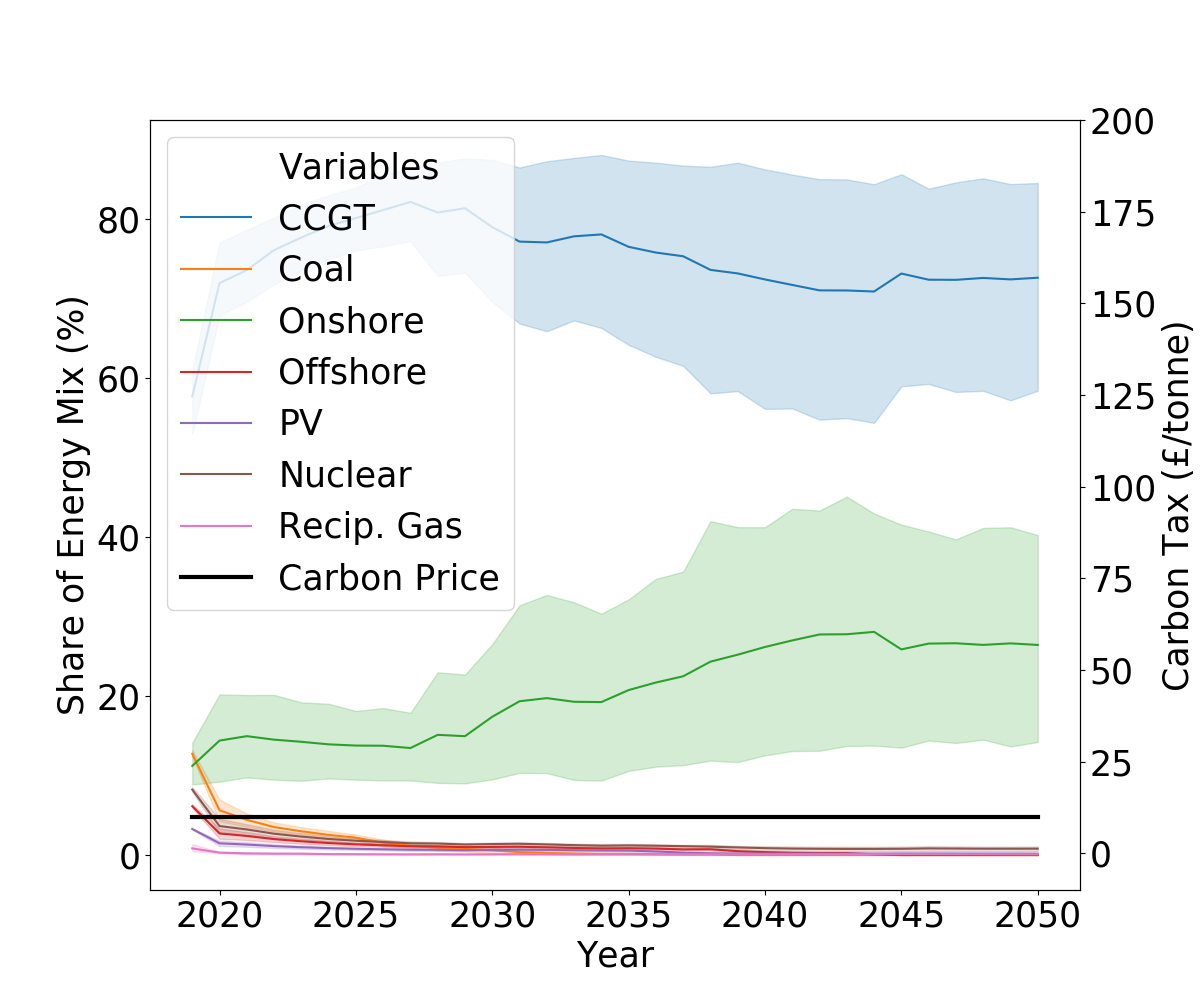 Variables
CCGT
Coal
Onshore
Offshore
PV
Nuclear
Recip. Gas
Carbon Price
Share of Energy Mix (%)
80
60
40
20
0
Carbon Tax (£/tonne)
200
175
150
125
100
75
50
25
0
2020 2025 2030 2035 2040 2045 2050
Year